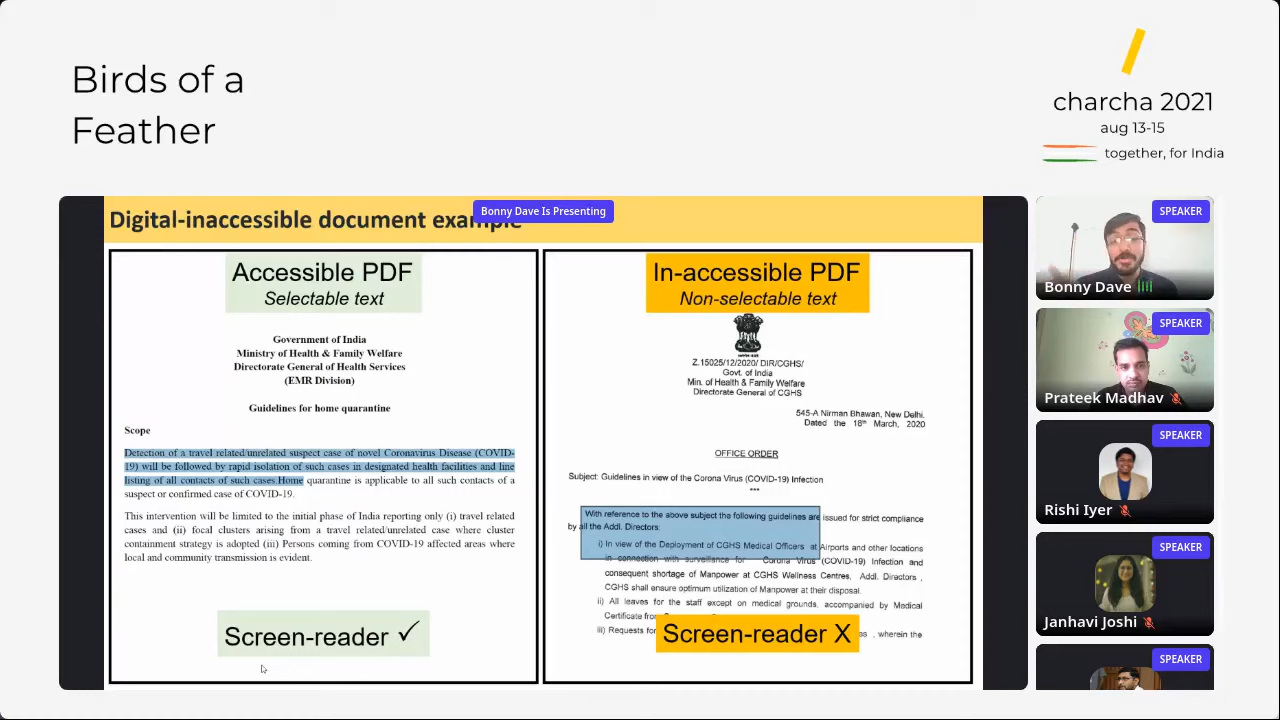 Birds of a
Feather
charcha 2021
aug 13-15
together, for India
Digital-inaccessible document example
Bonny Dave Is Presenting
Accessible PDF
Selectable text
Government of India
Ministry of Health & Family Welfare
Directorate General of Health Services
(EMR Division)
Guidelines for home quarantine
Scope
Detection of a travel related/unrelated suspect case of novel Coronavirus Disease (COVID-
19) will be followed by rapid isolation of such cases in designated health facilities and line
listing of all contacts of such cases.Home quarantine is applicable to all such contacts of a
suspect or confirmed case of COVID-19.
This intervention will be limited to the initial phase of India reporting only (i) travel related
cases and (ii) focal clusters arising from a travel related/unrelated case where cluster
containment strategy is adopted (iii) Persons coming from COVID-19 affected areas where
local and community transmission is evident.
Screen-reader ✓
In-accessible PDF
Non-selectable text
Z.15025/12/2020/ DIR/CGHS/
Govt. of India
Min. of Health & Family Welfare
Directorate General of CGHS
545-A Nirman Bhawan, New Delhi.
Dated the 18th March, 2020
OFFICE ORDER
Subject: Guidelines in view of the Corona Virus (COVID-19) Infection
***
With reference to the above subject the following guidelines are issued for strict compliance
by all the Addl. Directors:
i) In view of the Deployment of CGHS Medical Officers at Airports and other locations
in connection with surveillance for Corona Virus (COVID-19) Infection and
consequent shortage of Manpower at CGHS Wellness Centres, Addl. Directors ,
CGHS shall ensure optimum utilization of Manpower at their disposal.
ii) All leaves for the staff except on medical grounds, accompanied by Medical
Certificate from
iii) Requests for , wherein the
Screen-reader X
SPEAKER
Bonny Dave
SPEAKER
Prateek Madhav
SPEAKER
Rishi Iyer
SPEAKER
Janhavi Joshi
SPEAKER